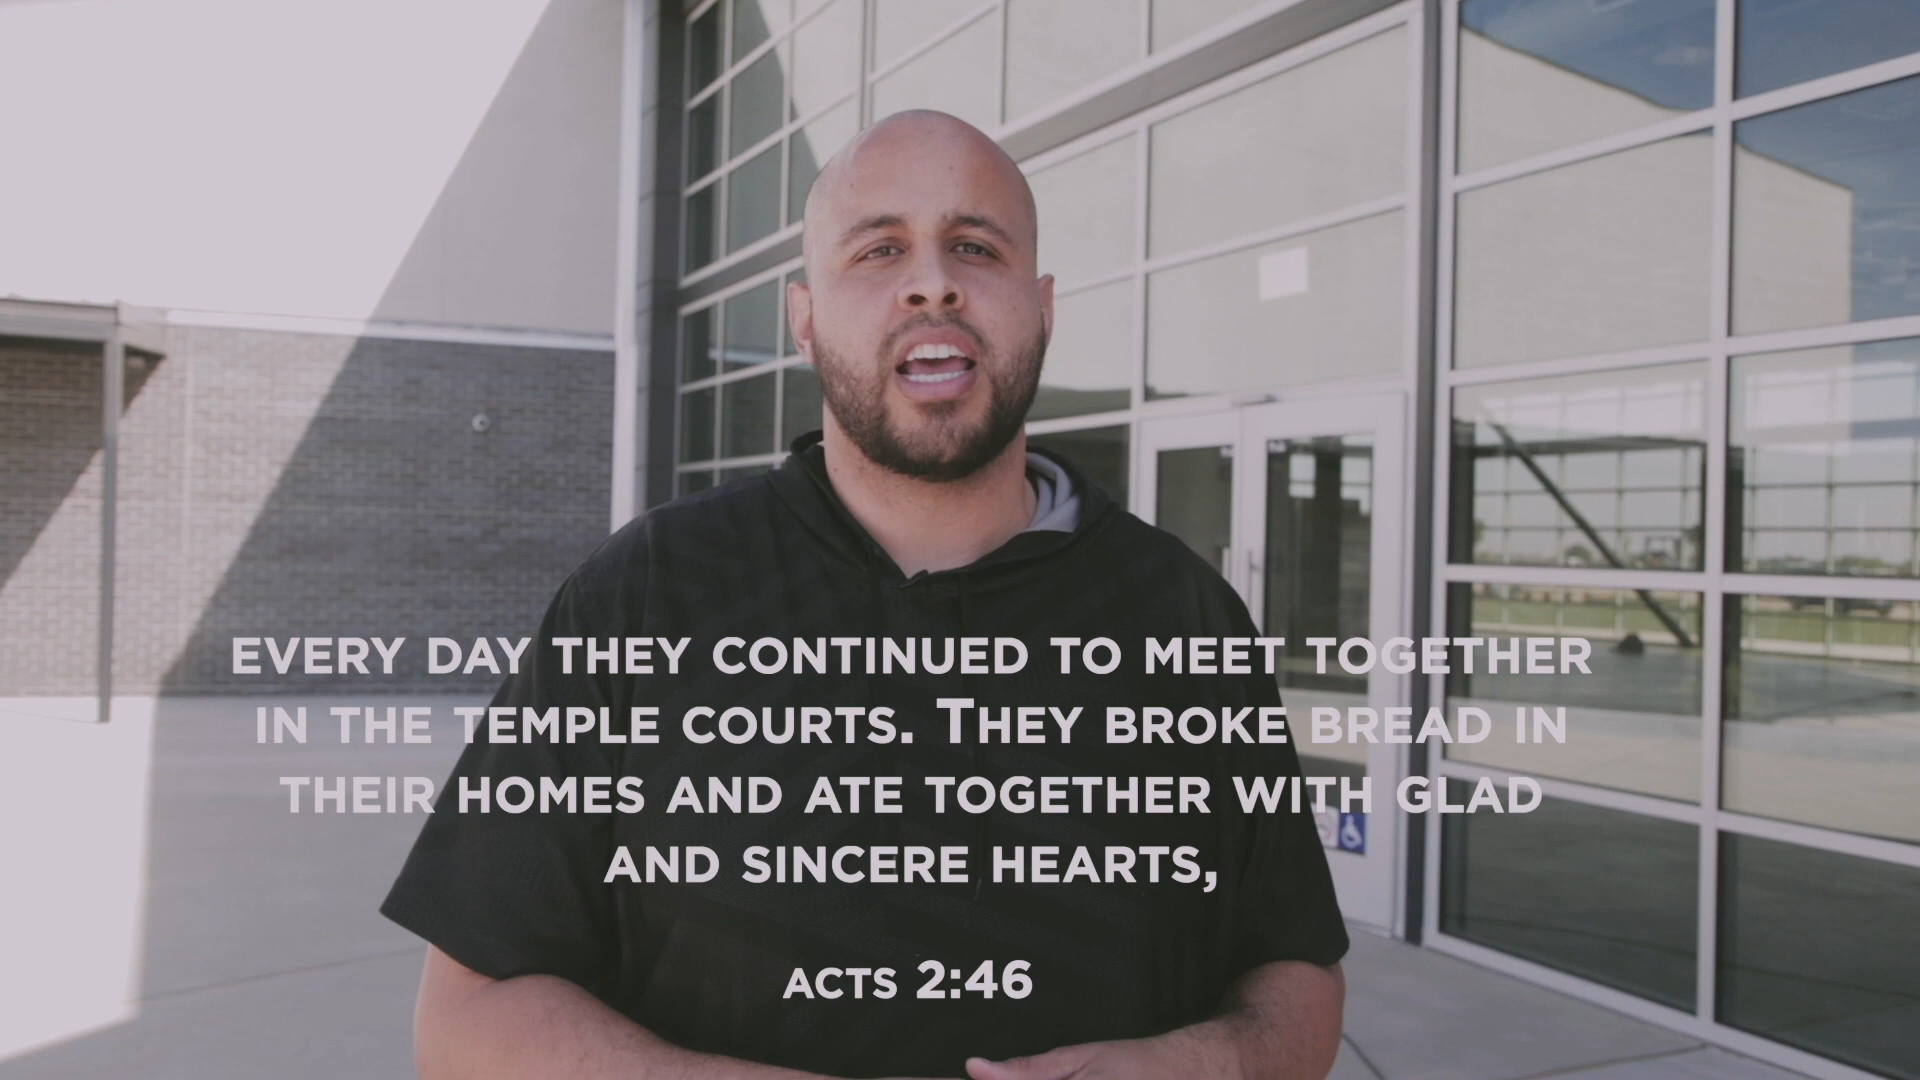 EVERY DAY THEY CONTINUED TO MEET TOGETHER
IN THE TEMPLE COURTS. THEY BROKE BREAD IN
THEIR HOMES AND ATE TOGETHER WITH GLAD
AND SINCERE HEARTS,
ACTS 2:46